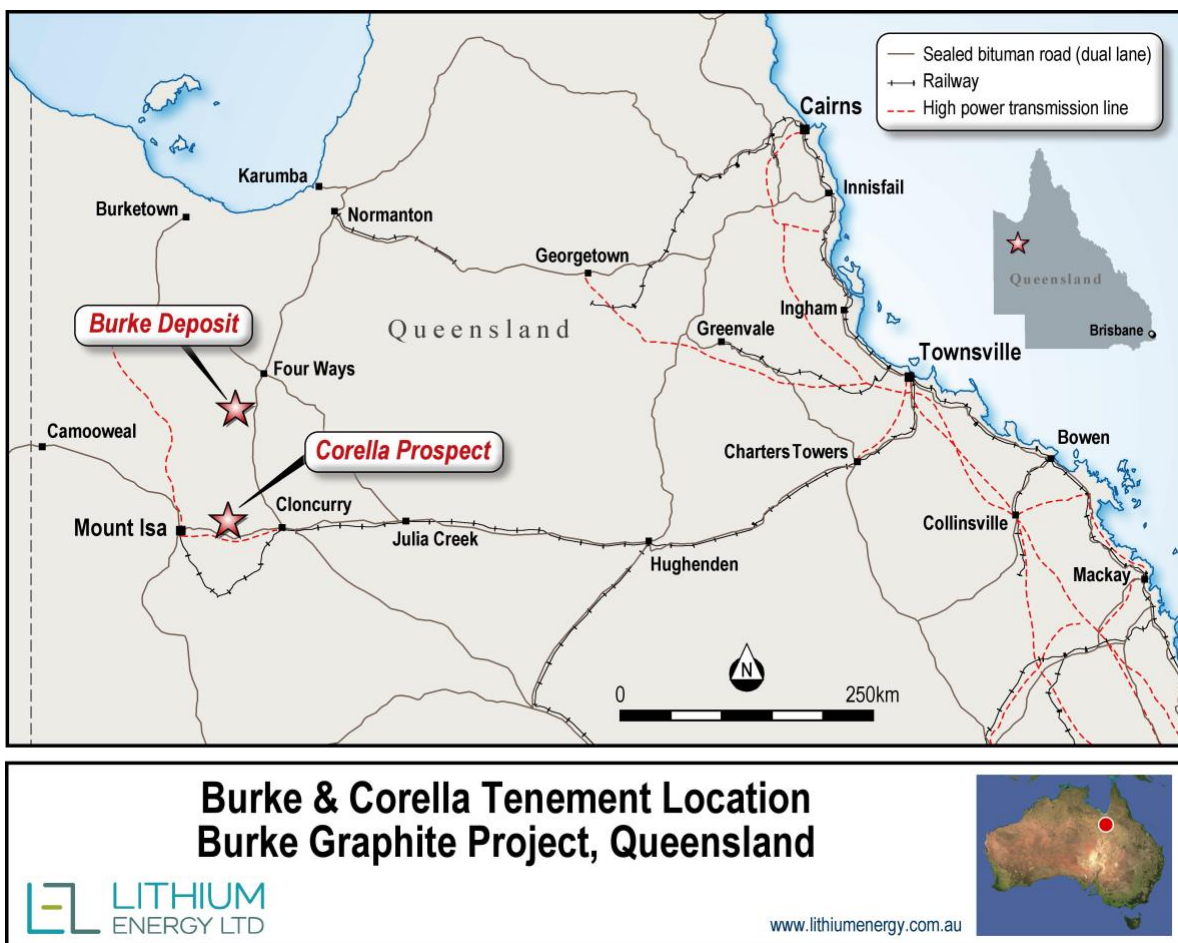 Sealed bituman road (dual lane)
Railway
High power transmission line
Cairns
Karumba
Innisfail
Burketown
Normanton
Georgetown
Queensland
Ingham
Burke Deposit
Queensland
Greenvale
Brisbane
Townsville
Four Ways
Camooweal
Corella Prospect
Bowen
Charters Towers
Cloncurry
Mount Isa
Julia Creek
Collinsville
Hughenden
Mackay
N
0 250km
Burke & Corella Tenement Location
Burke Graphite Project, Queensland
LITHIUM
ENERGY LTD
www.lithiumenergy.com.au